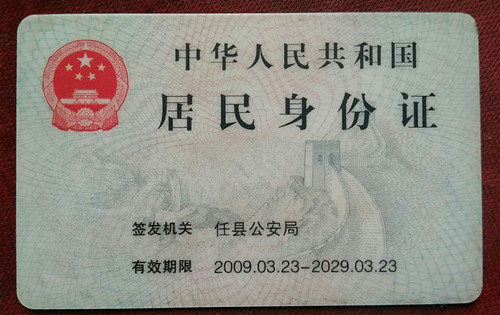 中华人民共和国
居民身份证
签发机关 任县公安局
有效期限 2009.03.23-2029.03.23